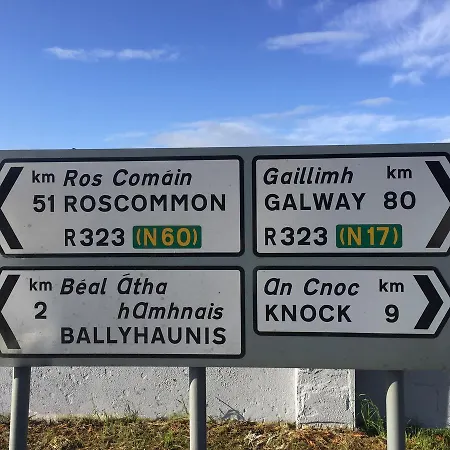 km Ros Comáin
51 ROSCOMMON
R323 (N60)
Gaillimh km
GALWAY 80
R323 (N17)
km Béal Átha
2 hAmhnais
BALLYHAUNIS
An Cnoc km
KNOCK 9